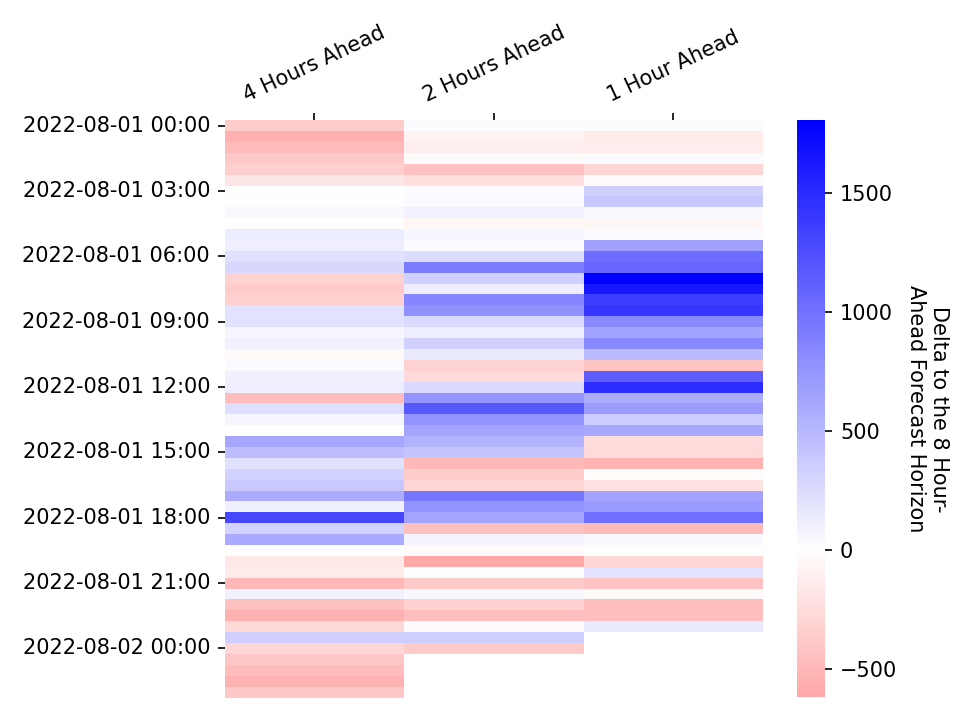 4 Hours Ahead
2 Hours Ahead
1 Hour Ahead
2022-08-01 00:00
2022-08-01 03:00
2022-08-01 06:00
2022-08-01 09:00
2022-08-01 12:00
2022-08-01 15:00
2022-08-01 18:00
2022-08-01 21:00
2022-08-02 00:00
1500
1000
500
0
−500
Delta to the 8 Hour-
Ahead Forecast Horizon